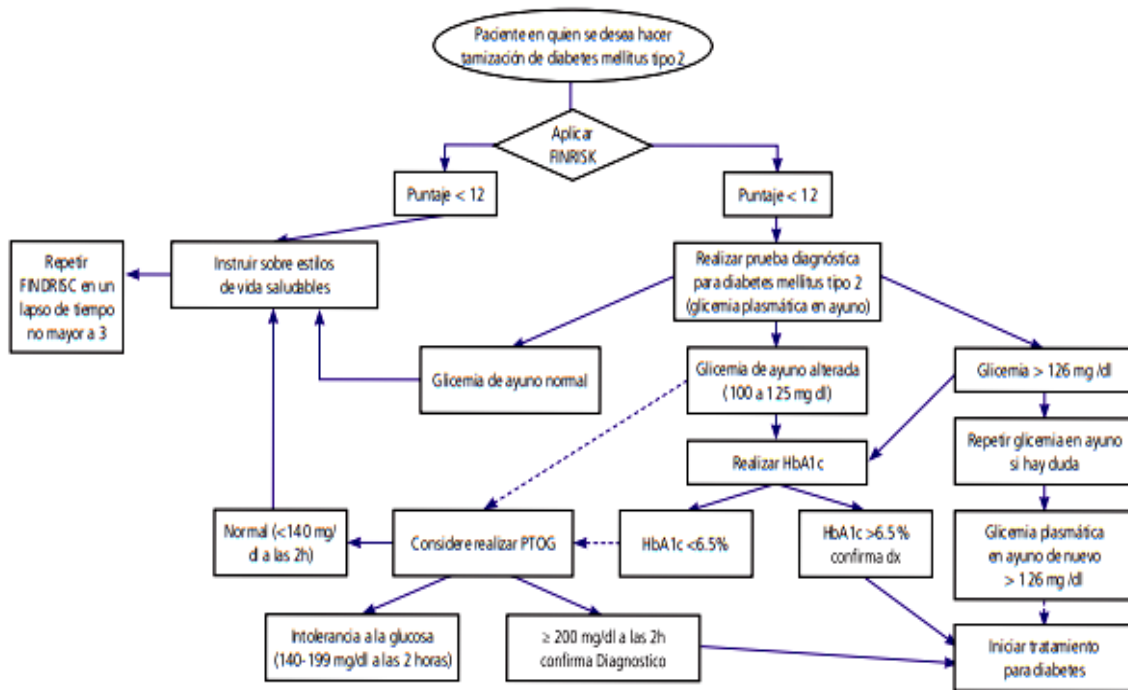 Paciente en quien se desea hacer
tamización de diabetes mellitus tipo 2
Aplicar
FINRISK
Puntaje < 12
Puntaje < 12
Repetir
FINDRISC en un
lapso de tiempo
no mayor a 3
Instruir sobre estilos
de vida saludables
Realizar prueba diagnóstica
para diabetes mellitus tipo 2
(glicemia plasmática en ayuno)
Glicemia de ayuno normal
Glicemia de ayuno alterada
(100 a 125 mg dl)
Glicemia > 126 mg/dl
Realizar HbA1c
Repetir glicemia en ayuno
si hay duda
Normal (<140 mg/
dl a las 2h)
Considere realizar PTOG
HbA1c <6.5%
HbA1c >6.5%
confirma dx
Glicemia plasmática
en ayuno de nuevo
> 126 mg/dl
Intolerancia a la glucosa
(140-199 mg/dl a las 2 horas)
≥ 200 mg/dl a las 2h
confirma Diagnostico
Iniciar tratamiento
para diabetes